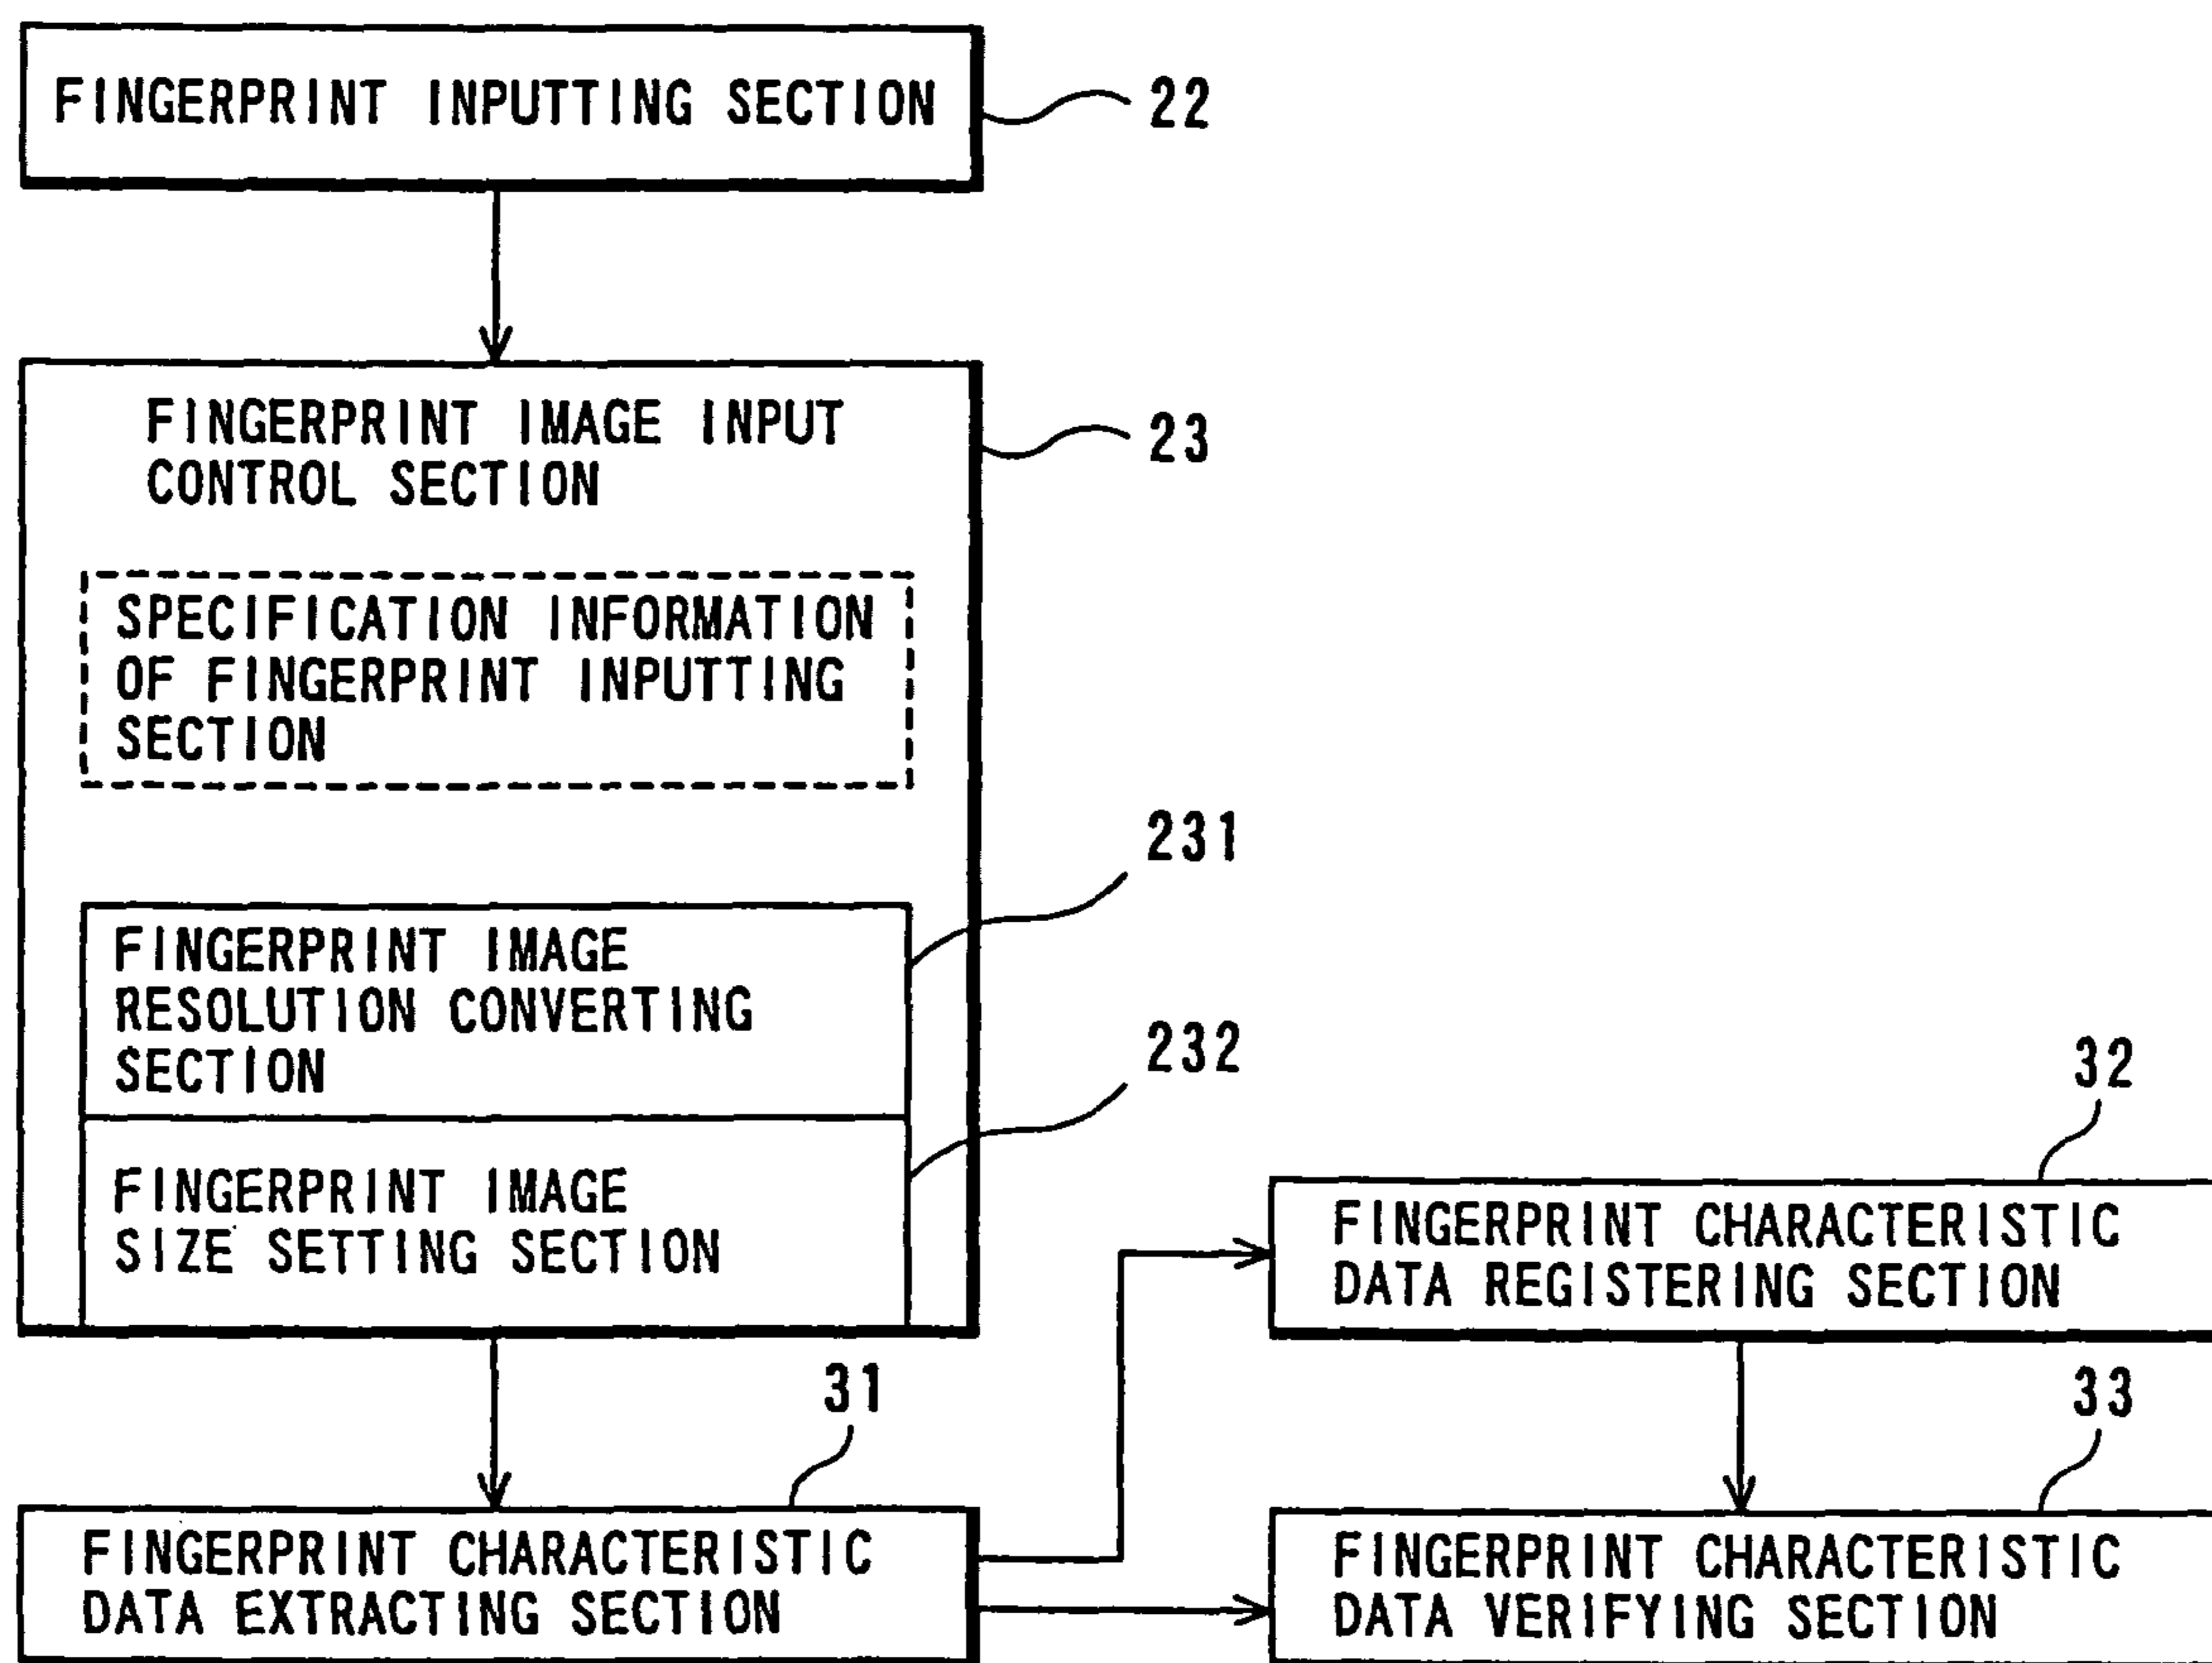 FINGERPRINT INPUTTING SECTION
22
FINGERPRINT IMAGE INPUT
CONTROL SECTION
23
SPECIFICATION INFORMATION
OF FINGERPRINT INPUTTING
SECTION
231
FINGERPRINT IMAGE
RESOLUTION CONVERTING
SECTION
232
FINGERPRINT IMAGE
SIZE SETTING SECTION
32
FINGERPRINT CHARACTERISTIC
DATA REGISTERING SECTION
31
FINGERPRINT CHARACTERISTIC
DATA EXTRACTING SECTION
33
FINGERPRINT CHARACTERISTIC
DATA VERIFYING SECTION